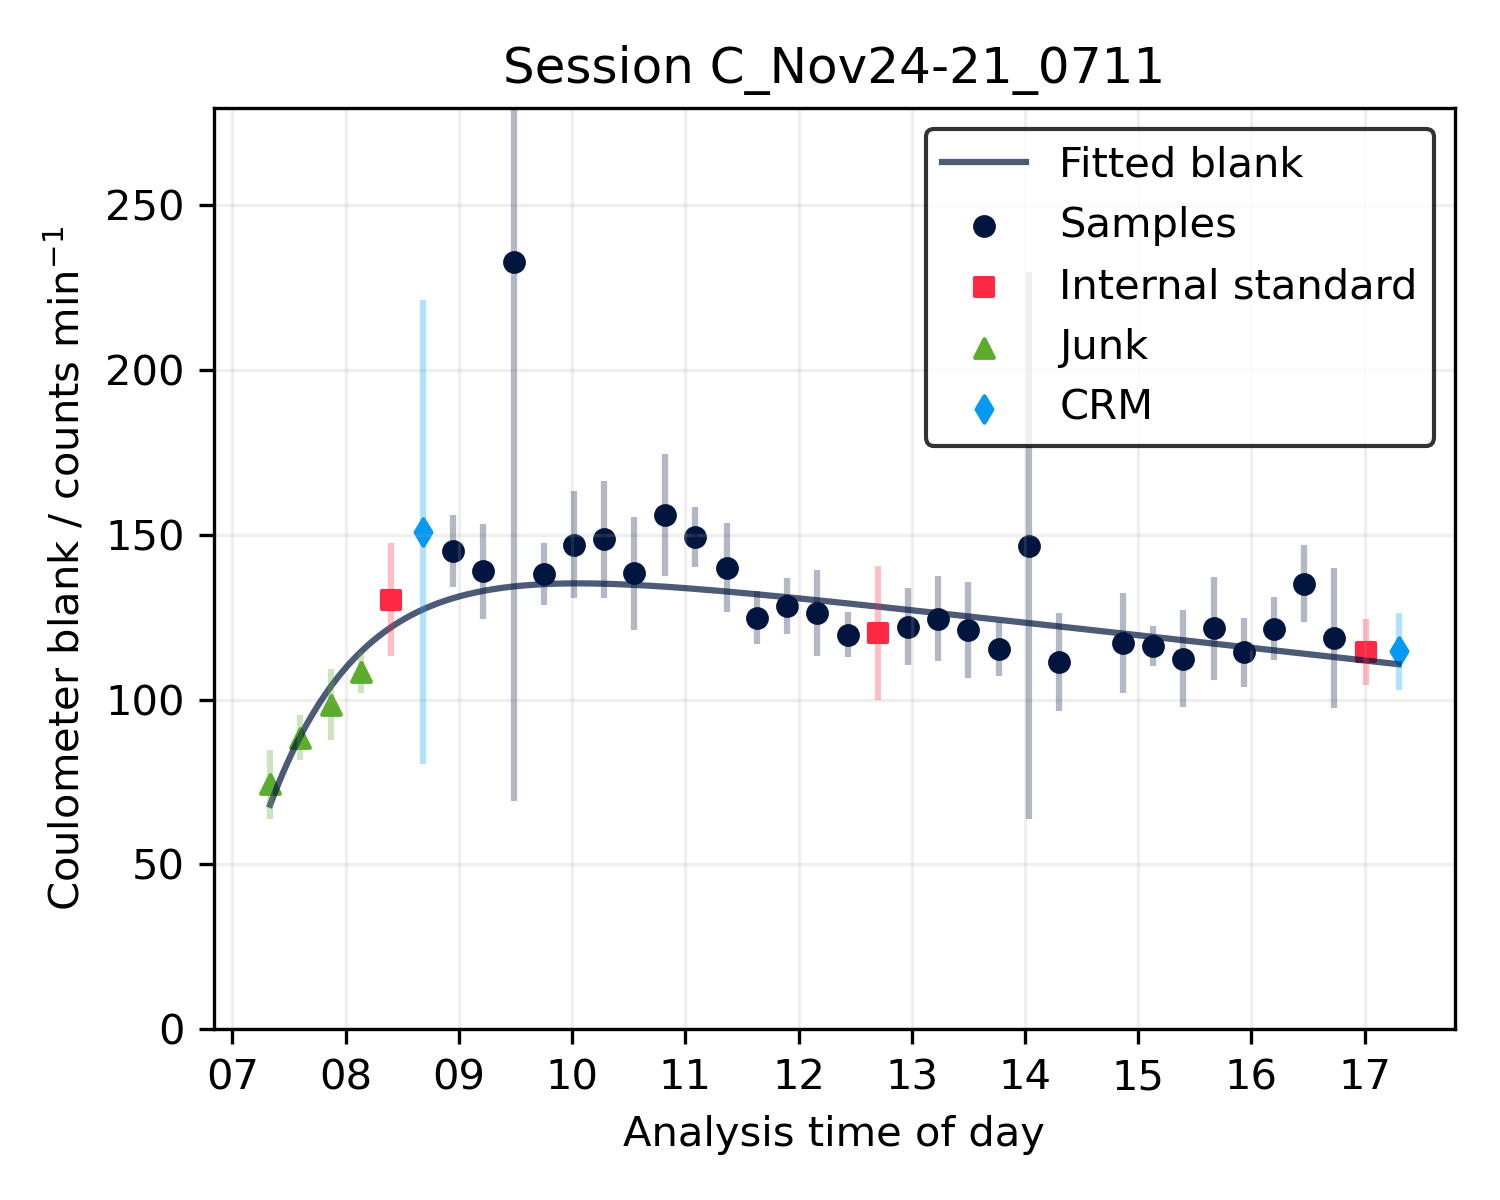 Session C_Nov24-21_0711
Coulometer blank / counts min⁻¹
250
200
150
100
50
0
Fitted blank
Samples
Internal standard
Junk
CRM
07 08 09 10 11 12 13 14 15 16 17
Analysis time of day